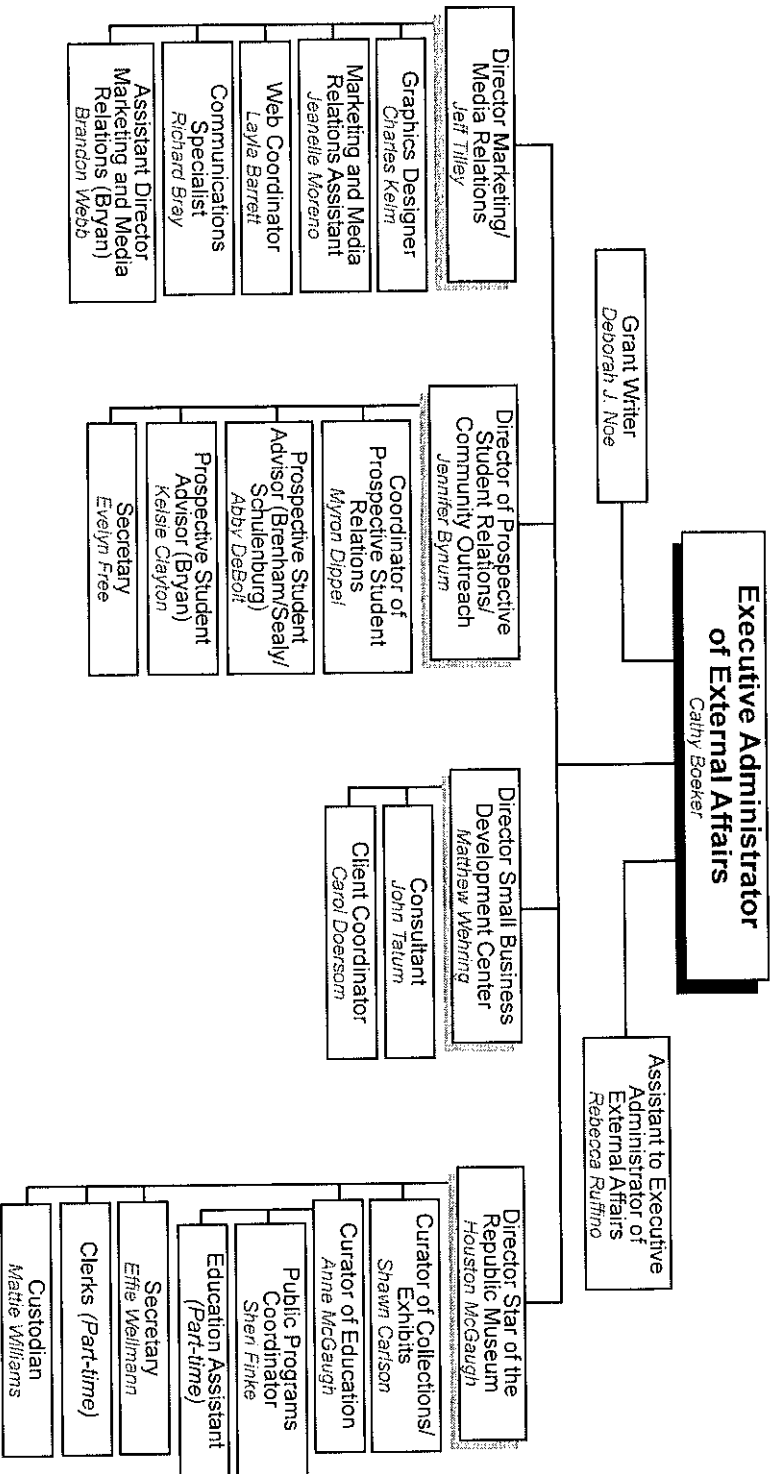 Executive Administrator
of External Affairs
Cathy Boeker
Grant Writer
Deborah J. Noe
Assistant to Executive
Administrator of
External Affairs
Rebecca Ruffino
Director Marketing/
Media Relations
Jeff Tilley
Graphics Designer
Charles Keim
Marketing and Media
Relations Assistant
Jeanelle Moreno
Web Coordinator
Layla Barrett
Communications
Specialist
Richard Bray
Assistant Director
Marketing and Media
Relations (Bryan)
Brandon Webb
Director of Prospective
Student Relations/
Community Outreach
Jennifer Bynum
Coordinator of
Prospective Student
Relations
Myron Dippel
Prospective Student
Advisor (Brenham/Sealy/
Schulenburg)
Abby DeBolt
Prospective Student
Advisor (Bryan)
Kelsie Clayton
Secretary
Evelyn Free
Director Small Business
Development Center
Matthew Wehring
Consultant
John Tatum
Client Coordinator
Carol Doersom
Director Star of the
Republic Museum
Houston McGaugh
Curator of Collections/
Exhibits
Shawn Carlson
Curator of Education
Anne McGaugh
Public Programs
Coordinator
Sheri Finke
Education Assistant
(Part-time)
Secretary
Effie Wellmann
Clerks (Part-time)
Custodian
Mattie Williams